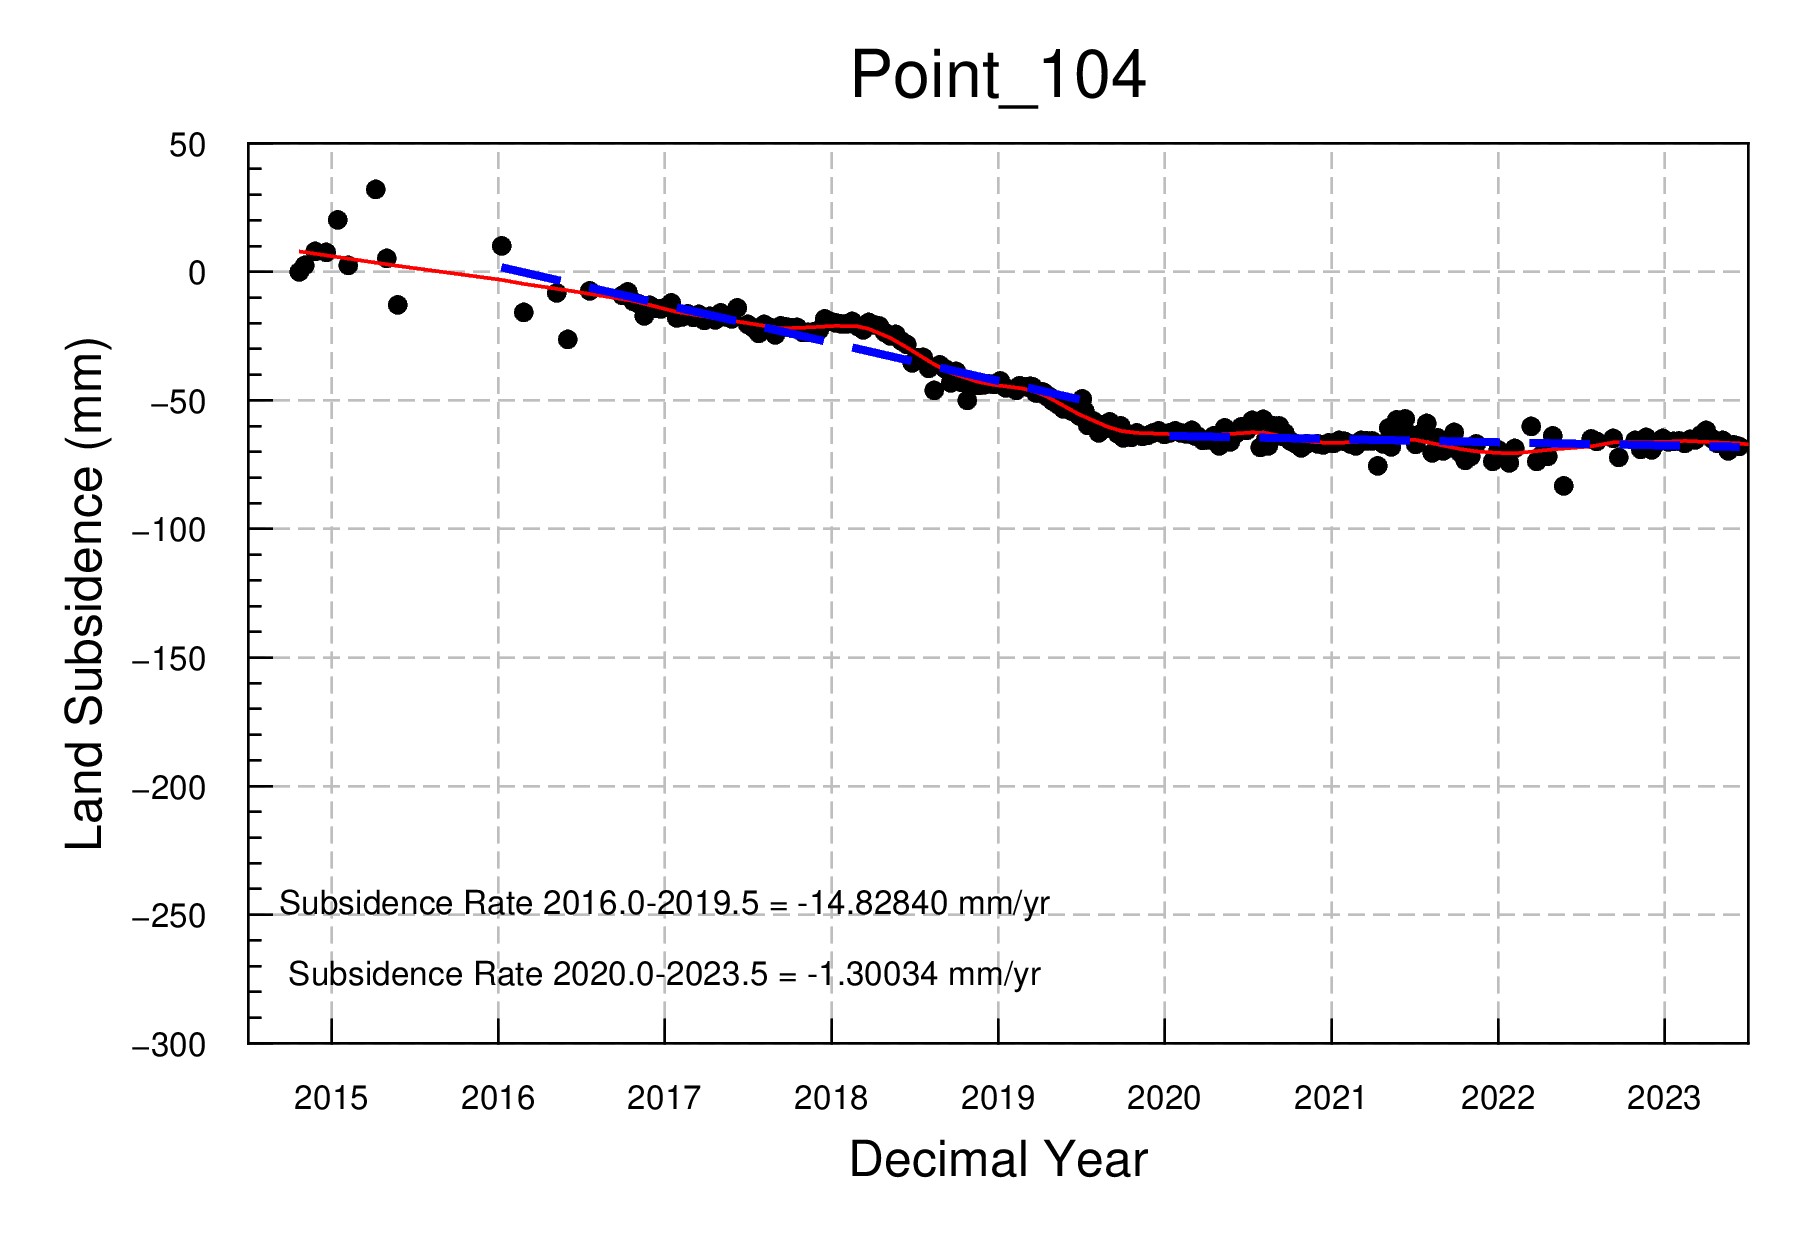 Point_104
50
0
−50
−100
−150
−200
−250
−300
Land Subsidence (mm)
Subsidence Rate 2016.0-2019.5 = -14.82840 mm/yr
Subsidence Rate 2020.0-2023.5 = -1.30034 mm/yr
2015 2016 2017 2018 2019 2020 2021 2022 2023
Decimal Year